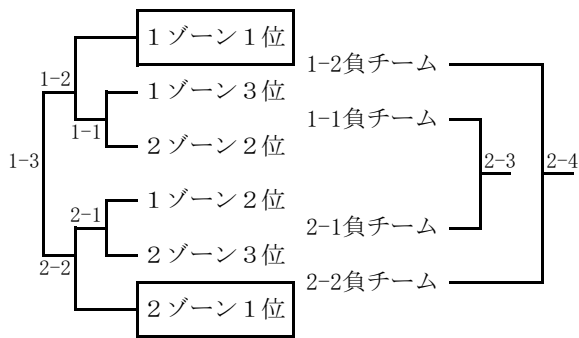 1ゾーン1位
1-2
1ゾーン3位
1-1
2ゾーン2位
1-3
1ゾーン2位
2-1
2ゾーン3位
2-2
2ゾーン1位
1-2負チーム
1-1負チーム
2-3
2-4
2-1負チーム
2-2負チーム